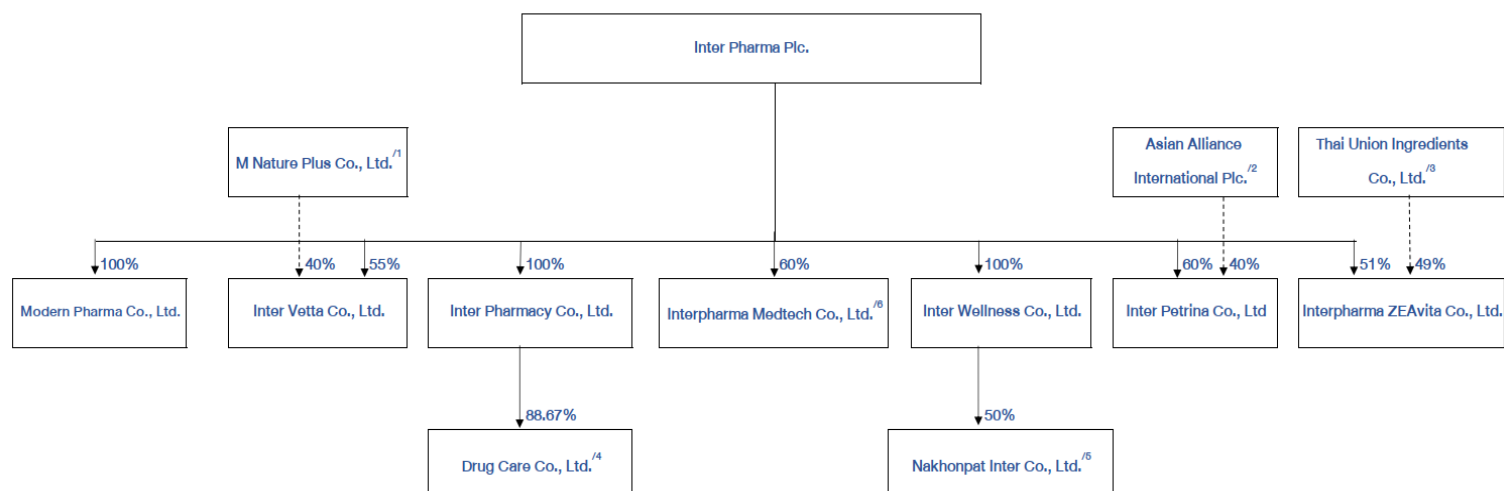 Inter Pharma Plc.
M Nature Plus Co., Ltd./1
Asian Alliance
International Plc./2
Thai Union Ingredients
Co., Ltd./3
100%
40%
55%
100%
60%
100%
60%
40%
51%
49%
Modern Pharma Co., Ltd.
Inter Vetta Co., Ltd.
Inter Pharmacy Co., Ltd.
Interpharma Medtech Co., Ltd./6
Inter Wellness Co., Ltd.
Inter Petrina Co., Ltd
Interpharma ZEAvita Co., Ltd.
88.67%
50%
Drug Care Co., Ltd./4
Nakhonpat Inter Co., Ltd./5